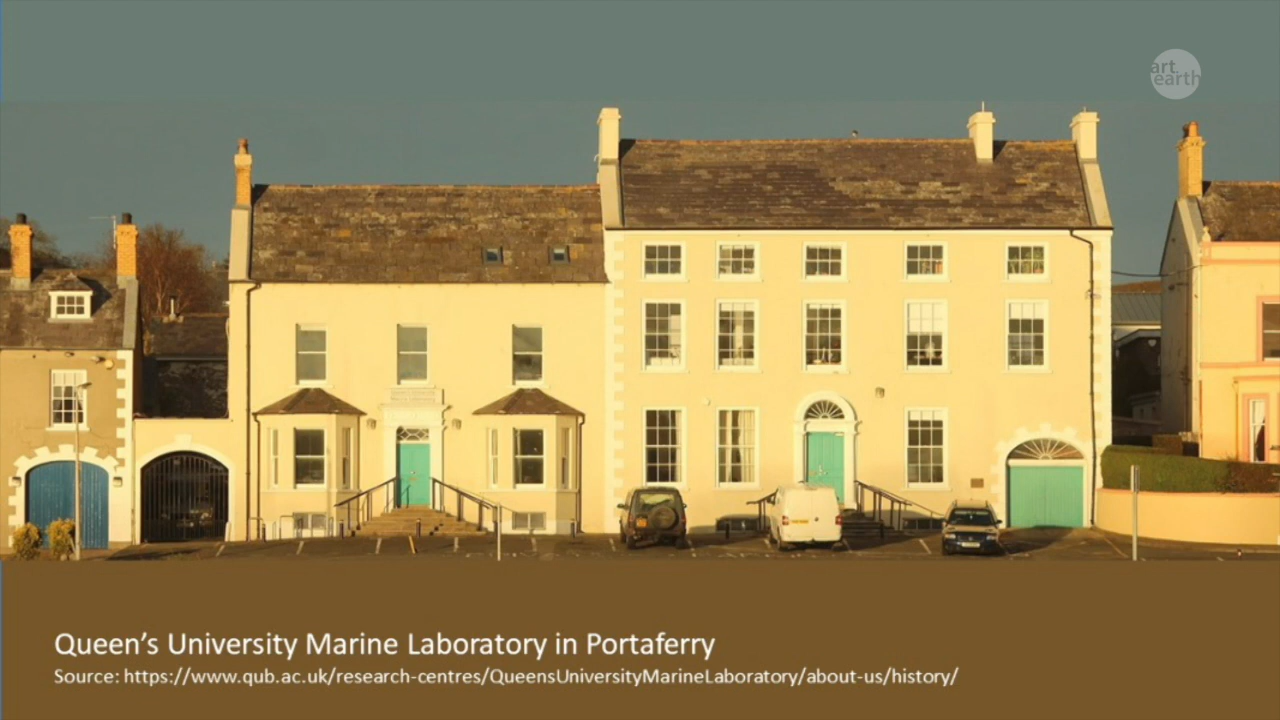 art
earth
Queen's University Marine Laboratory in Portaferry
Source: https://www.qub.ac.uk/research-centres/QueensUniversityMarineLaboratory/about-us/history/